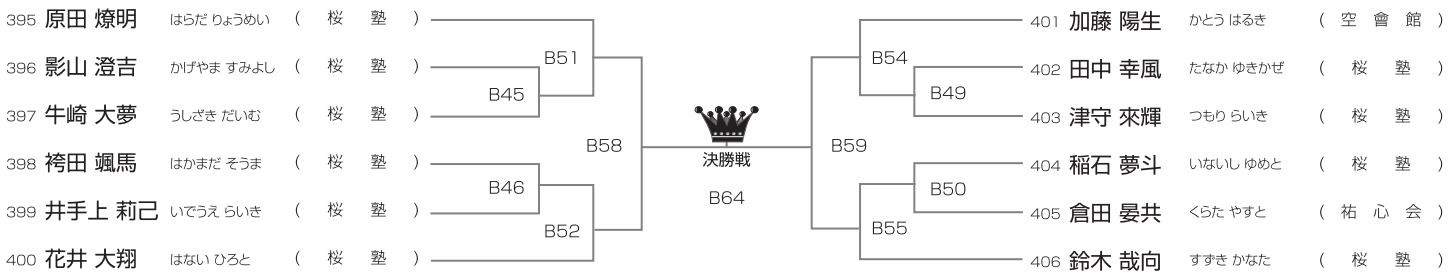 395 原田 燎明 はらだ りょうめい ( 桜 塾 )
396 影山 澄吉 かげやま すみよし ( 桜 塾 )
397 牛崎 大夢 うしざき だいむ ( 桜 塾 )
398 袴田 颯馬 はかまだ そうま ( 桜 塾 )
399 井手上 莉己 いでうえ らいき ( 桜 塾 )
400 花井 大翔 はない ひろと ( 桜 塾 )
B51
B45
B58
B46
B52
決勝戦
B64
B54
B49
B59
B50
B55
401 加藤 陽生 かとう はるき ( 空 會 館 )
402 田中 幸風 たなか ゆきかぜ ( 桜 塾 )
403 津守 來輝 つもり らいき ( 桜 塾 )
404 稲石 夢斗 いないし ゆめと ( 桜 塾 )
405 倉田 晏共 くらた やすと ( 祐 心 会 )
406 鈴木 哉向 すずき かなた ( 桜 塾 )